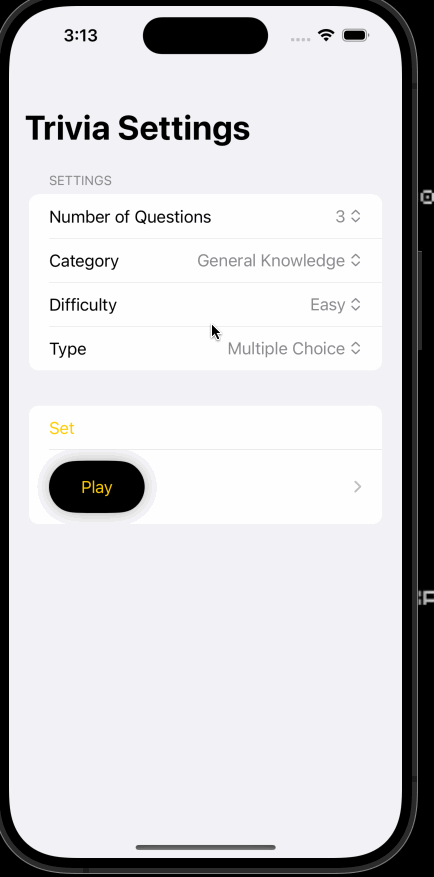 3:13
Trivia Settings
SETTINGS
Number of Questions 3
Category General Knowledge
Difficulty Easy
Type Multiple Choice
Set
Play